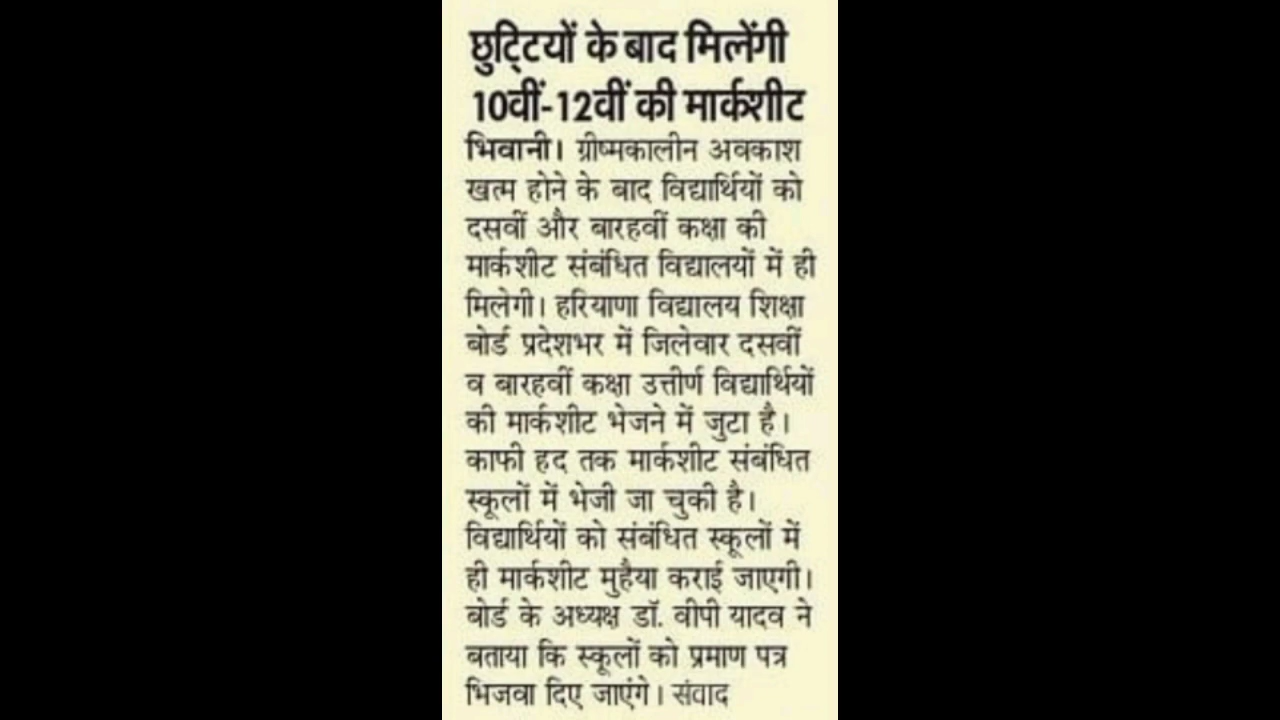 छुट्टियों के बाद मिलेंगी
10वीं-12वीं की मार्कशीट
भिवानी। ग्रीष्मकालीन अवकाश
खत्म होने के बाद विद्यार्थियों को
दसवीं और बारहवीं कक्षा की
मार्कशीट संबंधित विद्यालयों में ही
मिलेगी। हरियाणा विद्यालय शिक्षा
बोर्ड प्रदेशभर में जिलेवार दसवीं
व बारहवीं कक्षा उत्तीर्ण विद्यार्थियों
की मार्कशीट भेजने में जुटा है।
काफी हद तक मार्कशीट संबंधित
स्कूलों में भेजी जा चुकी है।
विद्यार्थियों को संबंधित स्कूलों में
ही मार्कशीट मुहैया कराई जाएगी।
बोर्ड के अध्यक्ष डॉ. वीपी यादव ने
बताया कि स्कूलों को प्रमाण पत्र
भिजवा दिए जाएंगे। संवाद